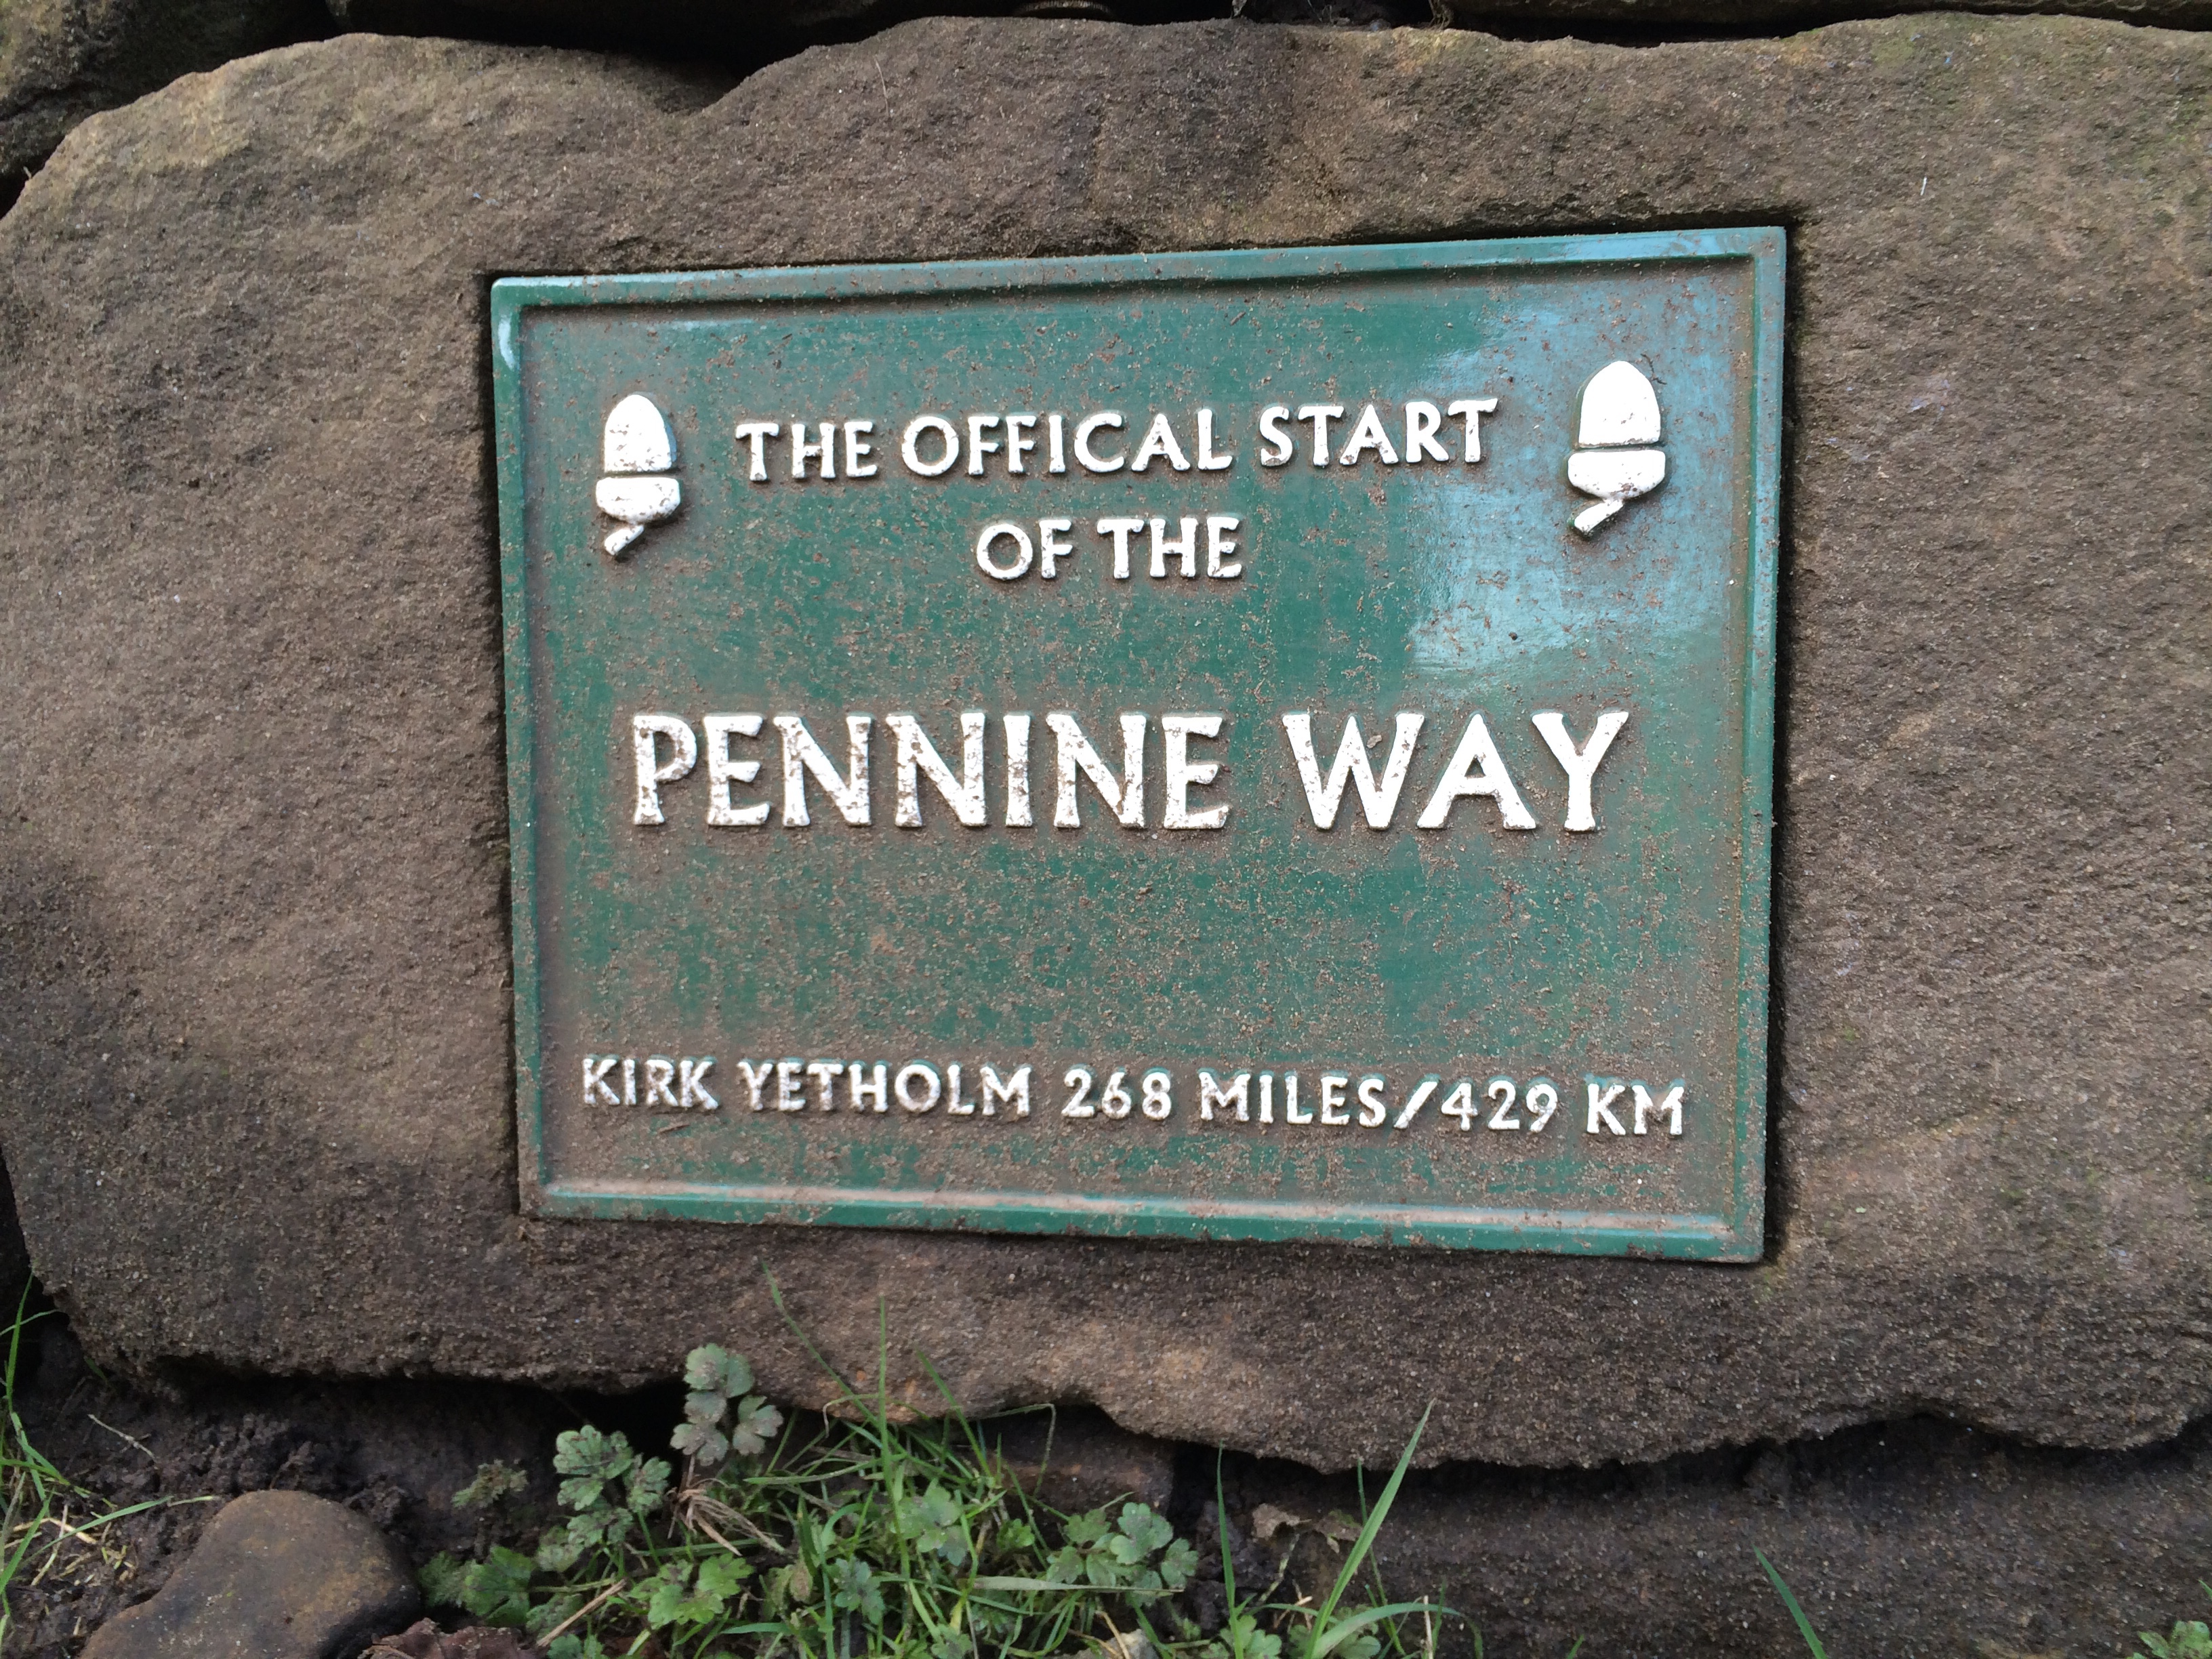 THE OFFICAL START
OF THE
PENNINE WAY
KIRK YETHOLM 268 MILES/429 KM